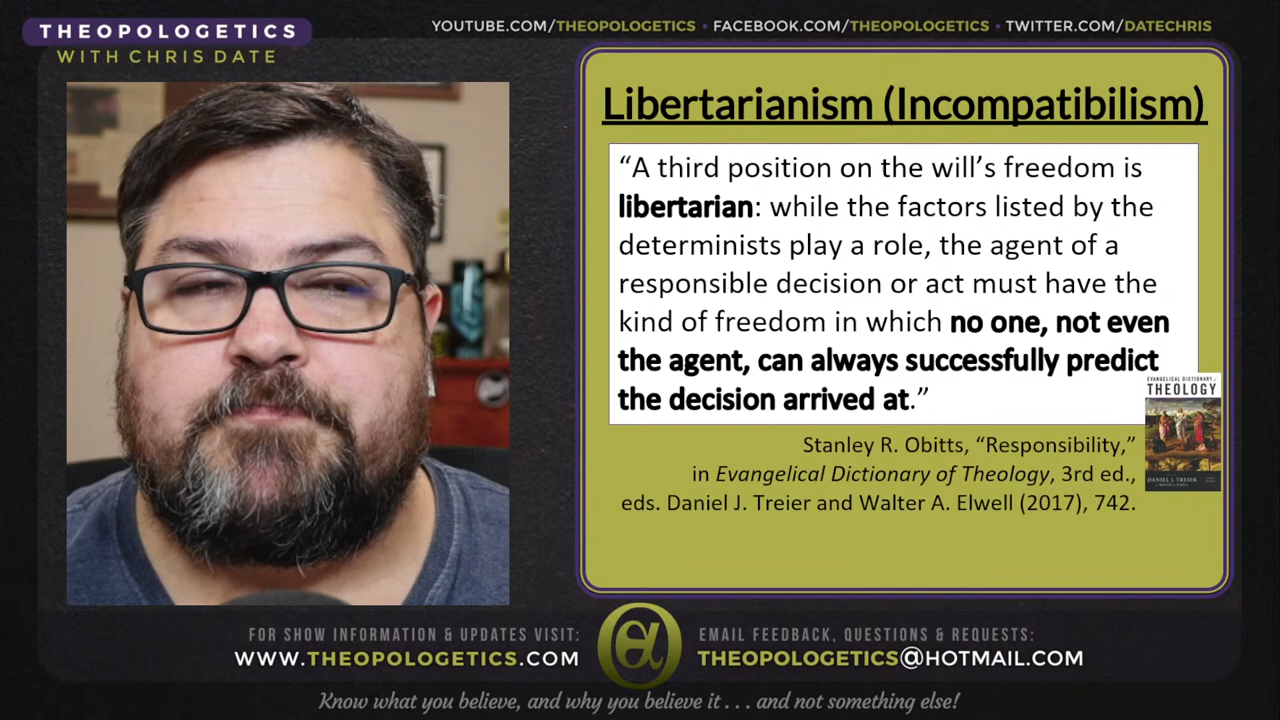 THEOPOLOGETICS
WITH CHRIS DATE
YOUTUBE.COM/THEOPOLOGETICS • FACEBOOK.COM/THEOPOLOGETICS • TWITTER.COM/DATECHRIS
Libertarianism (Incompatibilism)
“A third position on the will’s freedom is
libertarian: while the factors listed by the
determinists play a role, the agent of a
responsible decision or act must have the
kind of freedom in which no one, not even
the agent, can always successfully predict
the decision arrived at.”
EVANGELICAL DICTIONARY of
THEOLOGY
DANIEL J. TREIER
Stanley R. Obitts, “Responsibility,”
in Evangelical Dictionary of Theology, 3rd ed.,
eds. Daniel J. Treier and Walter A. Elwell (2017), 742.
FOR SHOW INFORMATION & UPDATES VISIT:
WWW.THEOPOLOGETICS.COM
EMAIL FEEDBACK, QUESTIONS & REQUESTS:
THEOPOLOGETICS@HOTMAIL.COM
Know what you believe, and why you believe it . . . and not something else!